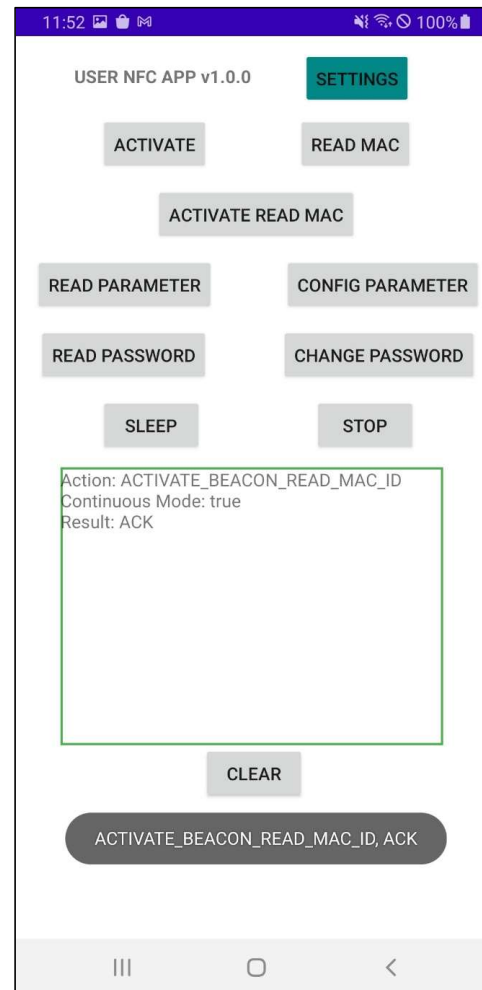 11:52 100%
USER NFC APP v1.0.0 SETTINGS
ACTIVATE READ MAC
ACTIVATE READ MAC
READ PARAMETER CONFIG PARAMETER
READ PASSWORD CHANGE PASSWORD
SLEEP STOP
Action: ACTIVATE_BEACON_READ_MAC_ID
Continuous Mode: true
Result: ACK
CLEAR
ACTIVATE_BEACON_READ_MAC_ID, ACK